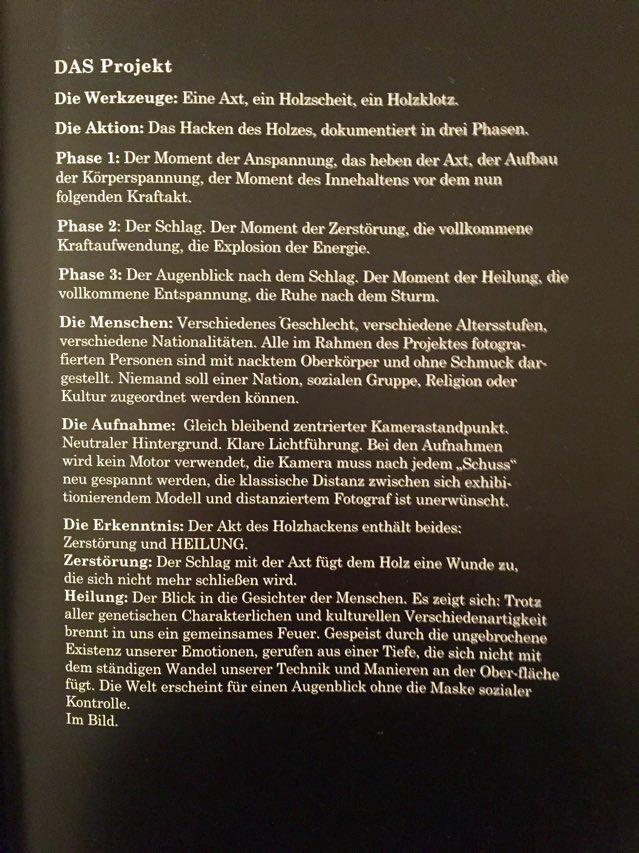 DAS Projekt
Die Werkzeuge: Eine Axt, ein Holzscheit, ein Holzklotz.
Die Aktion: Das Hacken des Holzes, dokumentiert in drei Phasen.
Phase 1: Der Moment der Anspannung, das heben der Axt, der Aufbau
der Körperspannung, der Moment des Innehaltens vor dem nun
folgenden Kraftakt.
Phase 2: Der Schlag. Der Moment der Zerstörung, die vollkommene
Kraftaufwendung, die Explosion der Energie.
Phase 3: Der Augenblick nach dem Schlag. Der Moment der Heilung, die
vollkommene Entspannung, die Ruhe nach dem Sturm.
Die Menschen: Verschiedenes Geschlecht, verschiedene Altersstufen,
verschiedene Nationalitäten. Alle im Rahmen des Projektes fotogra-
fierten Personen sind mit nacktem Oberkörper und ohne Schmuck dar-
gestellt. Niemand soll einer Nation, sozialen Gruppe, Religion oder
Kultur zugeordnet werden können.
Die Aufnahme: Gleich bleibend zentrierter Kamerastandpunkt.
Neutraler Hintergrund. Klare Lichtführung. Bei den Aufnahmen
wird kein Motor verwendet, die Kamera muss nach jedem „Schuss“
neu gespannt werden, die klassische Distanz zwischen sich exhibi-
tionierendem Modell und distanziertem Fotograf ist unerwünscht.
Die Erkenntnis: Der Akt des Holzhackens enthält beides:
Zerstörung und HEILUNG.
Zerstörung: Der Schlag mit der Axt fügt dem Holz eine Wunde zu,
die sich nicht mehr schließen wird.
Heilung: Der Blick in die Gesichter der Menschen. Es zeigt sich: Trotz
aller genetischen Charakterlichen und kulturellen Verschiedenartigkeit
brennt in uns ein gemeinsames Feuer. Gespeist durch die ungebrochene
Existenz unserer Emotionen, gerufen aus einer Tiefe, die sich nicht mit
dem ständigen Wandel unserer Technik und Manieren an der Ober-fläche
fügt. Die Welt erscheint für einen Augenblick ohne die Maske sozialer
Kontrolle.
Im Bild.